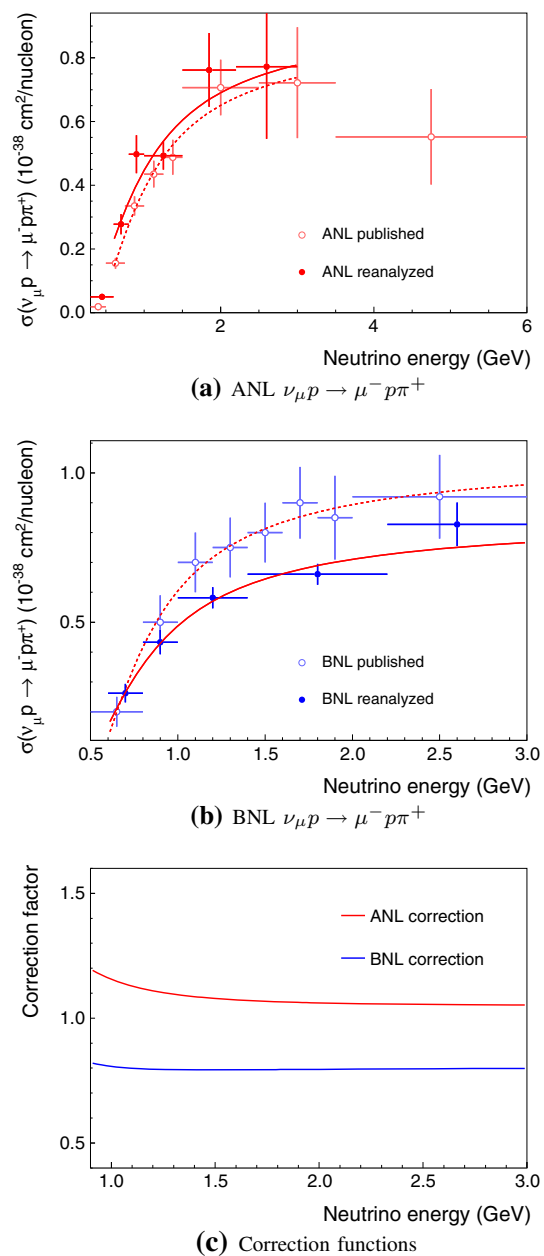 σ(νμp → μ-pπ+) (10-38 cm2/nucleon)
0.8
0.6
0.4
0.2
0.0
ANL published
ANL reanalyzed
2 4 6
Neutrino energy (GeV)
(a) ANL νμp → μ−pπ+
σ(νμp → μ-pπ+) (10-38 cm2/nucleon)
1.0
0.5
BNL published
BNL reanalyzed
0.5 1.0 1.5 2.0 2.5 3.0
Neutrino energy (GeV)
(b) BNL νμp → μ−pπ+
Correction factor
1.5
1.0
0.5
ANL correction
BNL correction
1.0 1.5 2.0 2.5 3.0
Neutrino energy (GeV)
(c) Correction functions